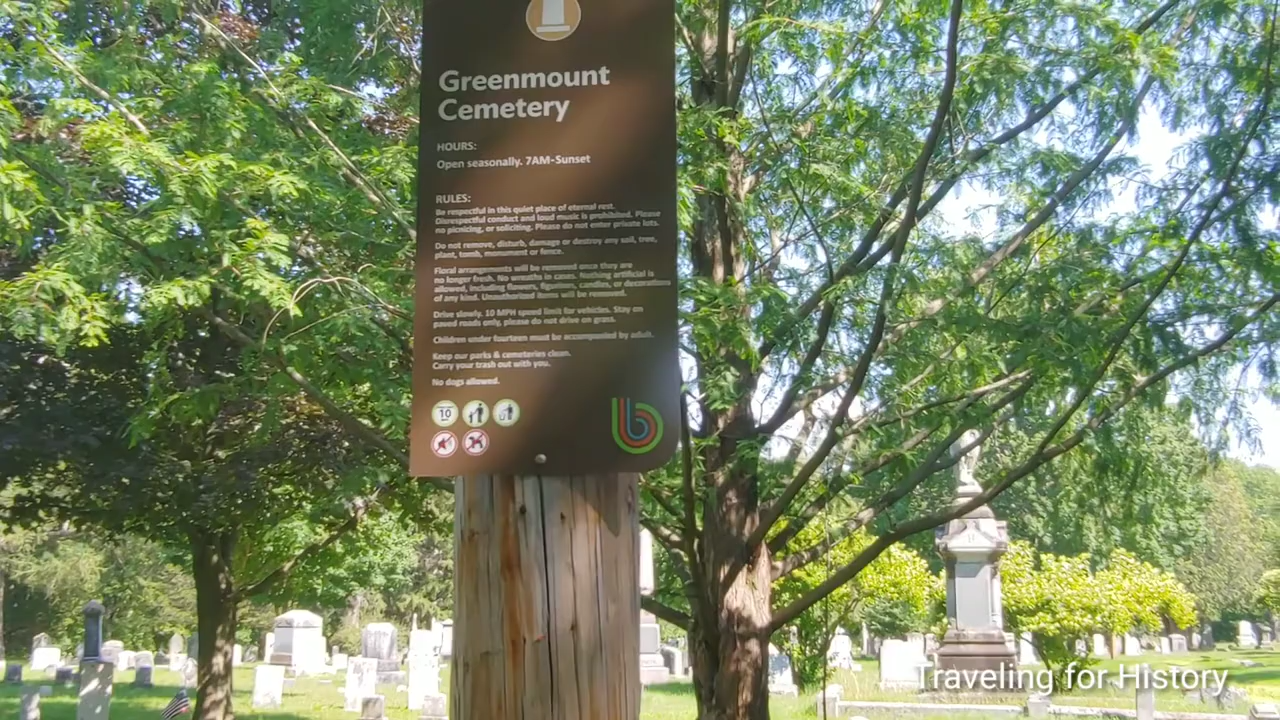 Greenmount
Cemetery
HOURS:
Open seasonally. 7AM-Sunset
RULES:
Be respectful in this quiet place of eternal rest.
Disrespectful conduct and loud music is prohibited. Please
no picnicing, or soliciting. Please do not enter private lots.
Do not remove, disturb, damage or destroy any soil, tree,
plant, tomb, monument or fence.
Floral arrangements will be removed once they are
no longer fresh. No wreaths in cases. Nothing artificial is
allowed, including flowers, figurines, candles, or decorations
of any kind. Unauthorized items will be removed.
Drive slowly. 10 MPH speed limit for vehicles. Stay on
paved roads only, please do not drive on grass.
Children under fourteen must be accompanied by adult.
Keep our parks & cemeteries clean.
Carry your trash out with you.
No dogs allowed.
10
b
Traveling for History